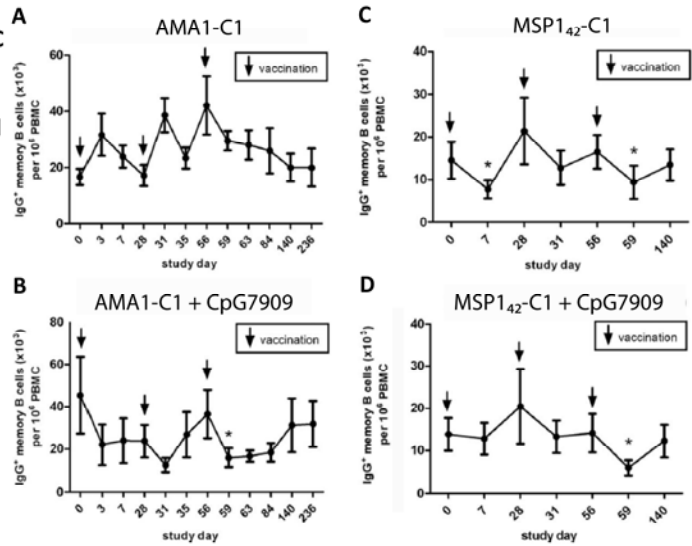 C
A
AMA1-C1
IgG+ memory B cells (x10³)
per 10⁶ PBMC
60
40
20
0
vaccination
0 3 7 28 31 35 56 59 63 84 140 236
study day
B
AMA1-C1 + CpG7909
IgG+ memory B cells (x10³)
per 10⁶ PBMC
80
60
40
20
0
vaccination
*
0 3 7 28 31 35 56 59 63 84 140 236
study day
C
MSP1₄₂-C1
IgG+ memory B cells (x10³)
per 10⁶ PBMC
40
30
20
10
0
vaccination
* *
0 7 28 31 56 59 140
study day
D
MSP1₄₂-C1 + CpG7909
IgG+ memory B cells (x10³)
per 10⁶ PBMC
40
30
20
10
0
vaccination
*
0 7 28 31 56 59 140
study day